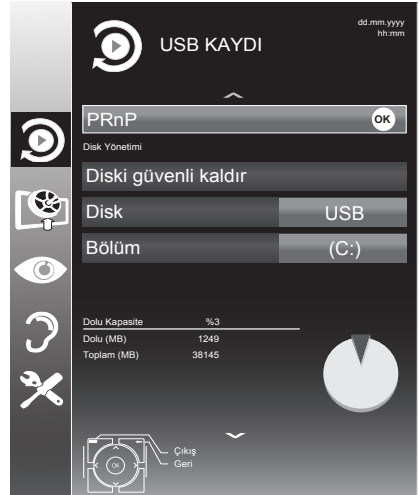 USB KAYDI
dd.mm.yyyy
hh:mm
PRnP
OK
Disk Yönetimi
Diski güvenli kaldır
Disk USB
Bölüm (C:)
Dolu Kapasite %3
Dolu (MB) 1249
Toplam (MB) 38145
Çıkış
OK
Geri